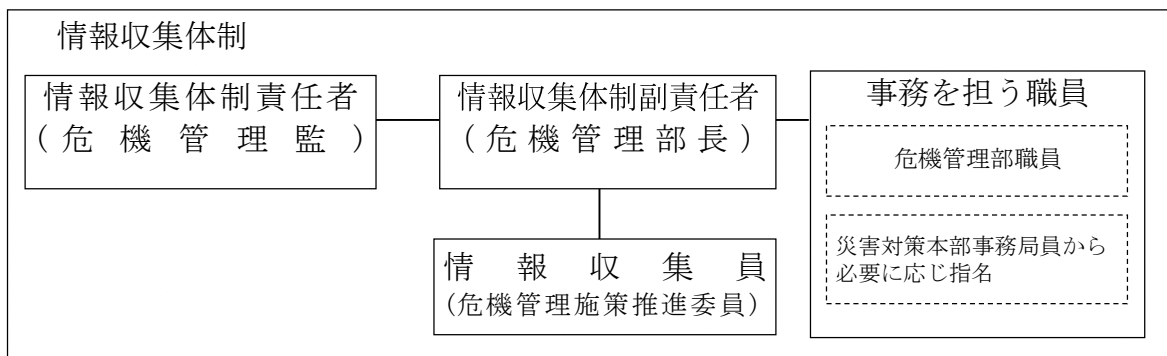 情報収集体制
情報収集体制責任者
(危機管理監)
情報収集体制副責任者
(危機管理部長)
情報収集員
(危機管理施策推進委員)
事務を担う職員
危機管理部職員
災害対策本部事務局員から
必要に応じ指名